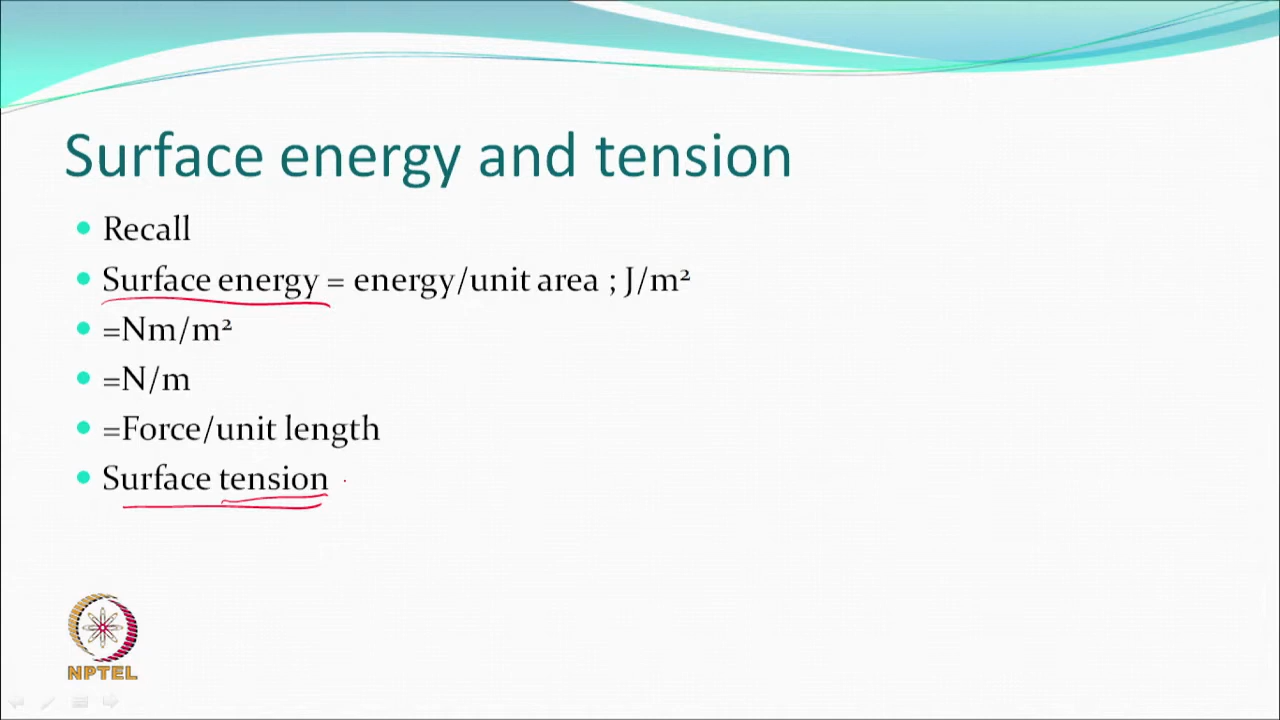 Surface energy and tension
Recall
Surface energy = energy/unit area ; J/m²
=Nm/m²
=N/m
=Force/unit length
Surface tension
NPTEL